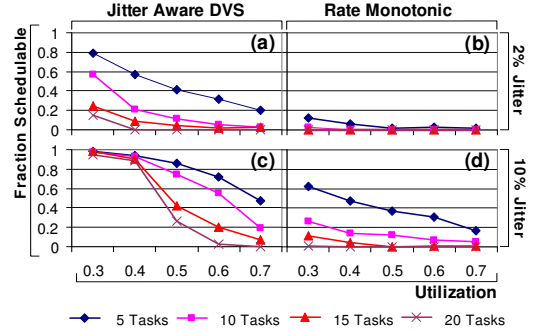 Jitter Aware DVS
Rate Monotonic
Fraction Schedulable
1
0.8
0.6
0.4
0.2
0
(a)
(b)
2% Jitter
1
0.8
0.6
0.4
0.2
0
(c)
(d)
10% Jitter
0.3 0.4 0.5 0.6 0.7 0.3 0.4 0.5 0.6 0.7
Utilization
5 Tasks 10 Tasks 15 Tasks 20 Tasks